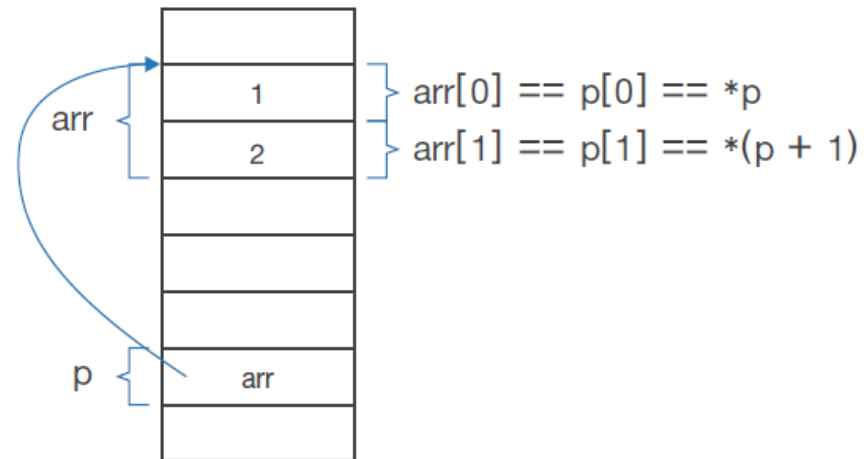 1
arr[0] == p[0] == *p
arr
2
arr[1] == p[1] == *(p + 1)
p
arr